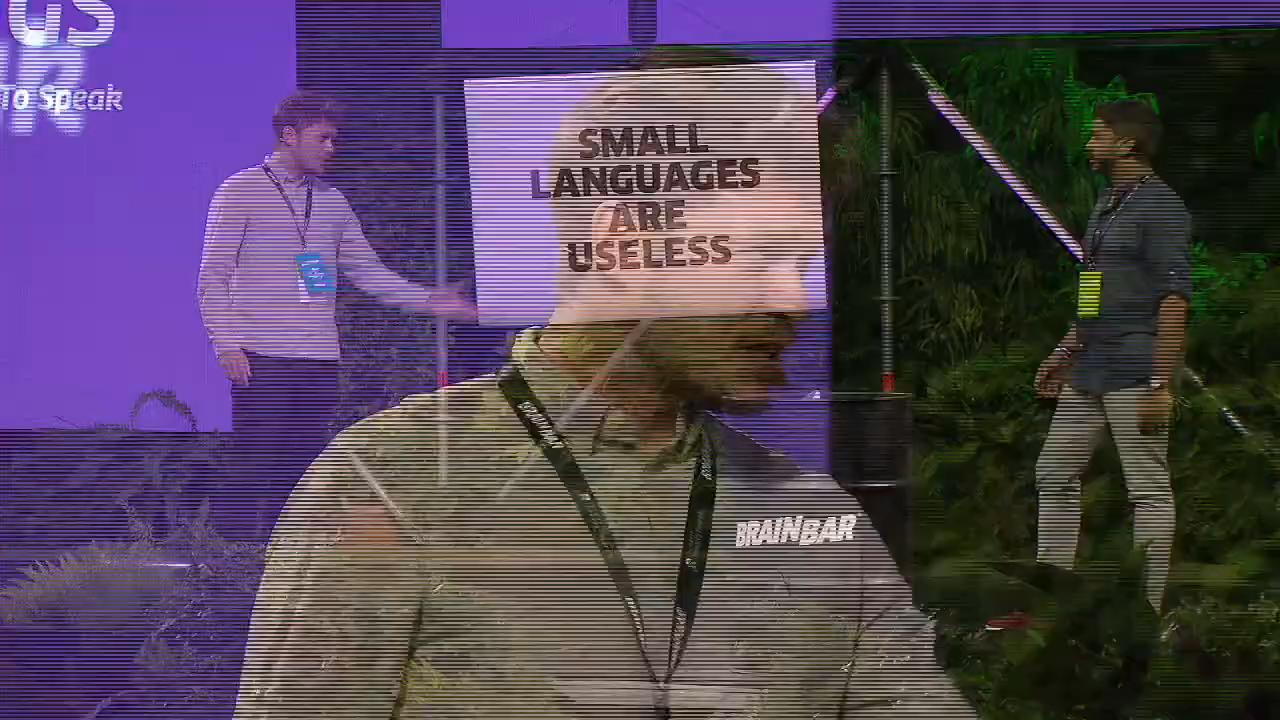 To Speak
SMALL
LANGUAGES
ARE
USELESS
BRAINBAR